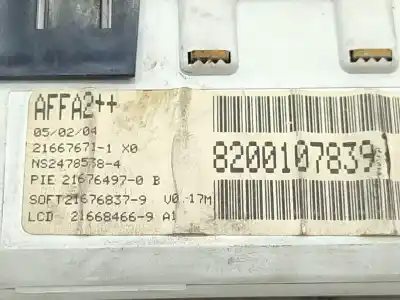 AFFA2++
05/02/04
21667671-1 X0
NS2478538-4
PIE 21676497-0 B
SOFT21676837-9 V0.17M
LCD 21668466-9 A1
8200107839